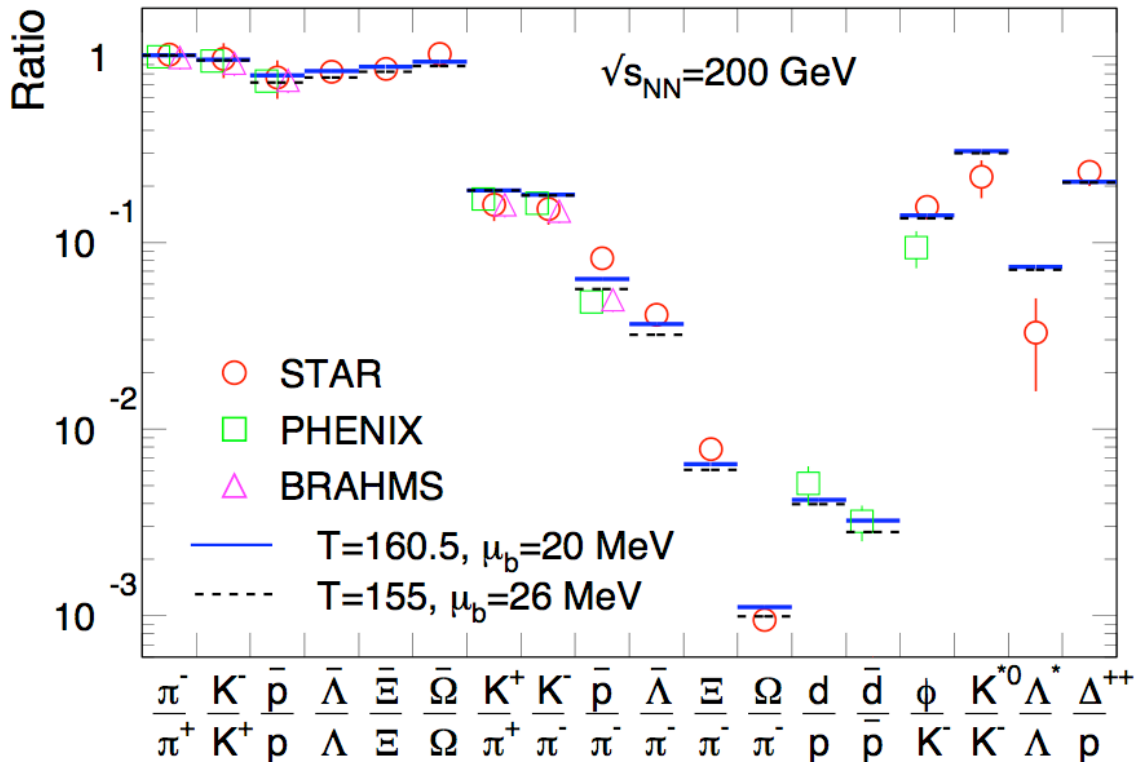 Ratio
√s_NN=200 GeV
1
10^-1
10^-2
10^-3
STAR
PHENIX
BRAHMS
T=160.5, μ_b=20 MeV
T=155, μ_b=26 MeV
π^- K^- p̄ Λ̄ Ξ̄ Ω̄ K^+ K^- p̄ Λ̄ Ξ Ω d d̄ ϕ K^*0 Λ^* Δ^++
π^+ K^+ p Λ Ξ Ω π^+ π^- π^- π^- π^- π^- p p̄ K^- K^- Λ p